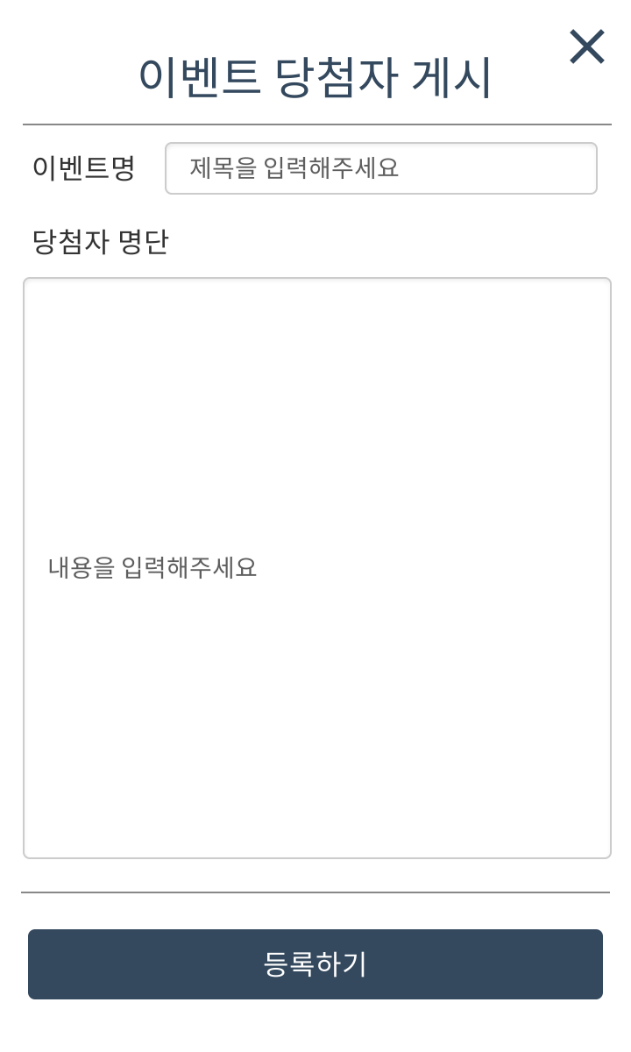 이벤트 당첨자 게시
이벤트명 제목을 입력해주세요
당첨자 명단
내용을 입력해주세요
등록하기